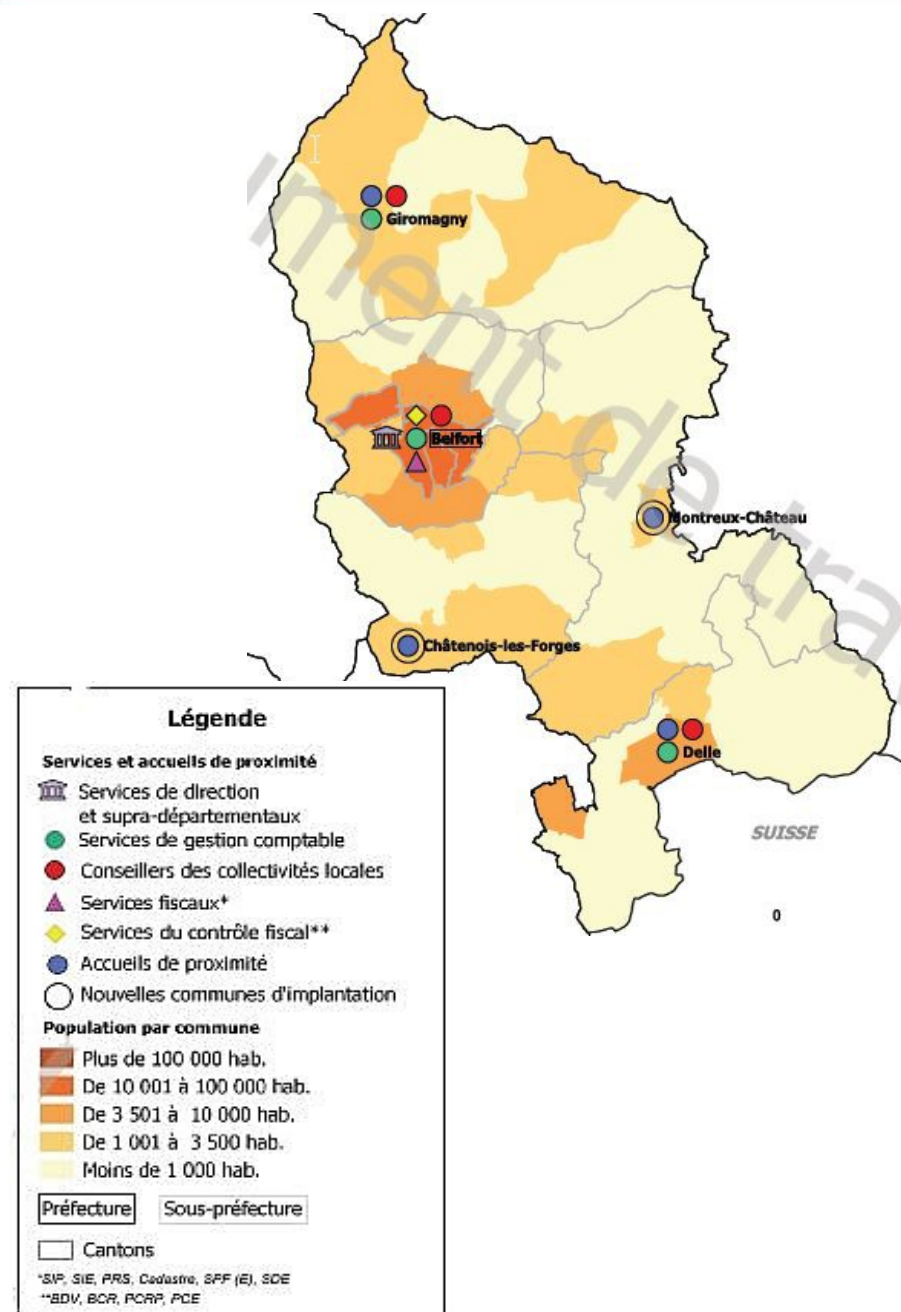 Giromagny
Belfort
Montreux-Château
Châtenois-les-Forges
Delle
SUISSE
0
ument de tra
Légende
Services et accueils de proximité
Services de direction
et supra-départementaux
Services de gestion comptable
Conseillers des collectivités locales
Services fiscaux*
Services du contrôle fiscal**
Accueils de proximité
Nouvelles communes d'implantation
Population par commune
Plus de 100 000 hab.
De 10 001 à 100 000 hab.
De 3 501 à 10 000 hab.
De 1 001 à 3 500 hab.
Moins de 1 000 hab.
Préfecture Sous-préfecture
Cantons
*SIP, SIE, PRS, Cadastre, SPF (E), SDE
**BDV, BCR, PCRP, PCE